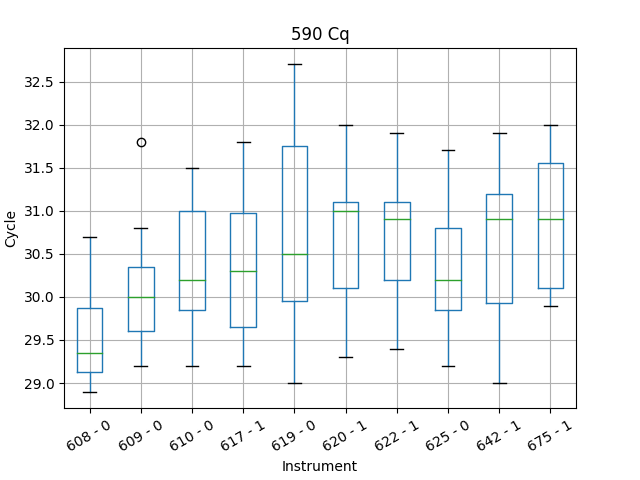 590 Cq
32.5
32.0
31.5
31.0
30.5
30.0
29.5
29.0
Cycle
608 - 0
609 - 0
610 - 0
617 - 1
619 - 0
620 - 1
622 - 1
625 - 0
642 - 1
675 - 1
Instrument